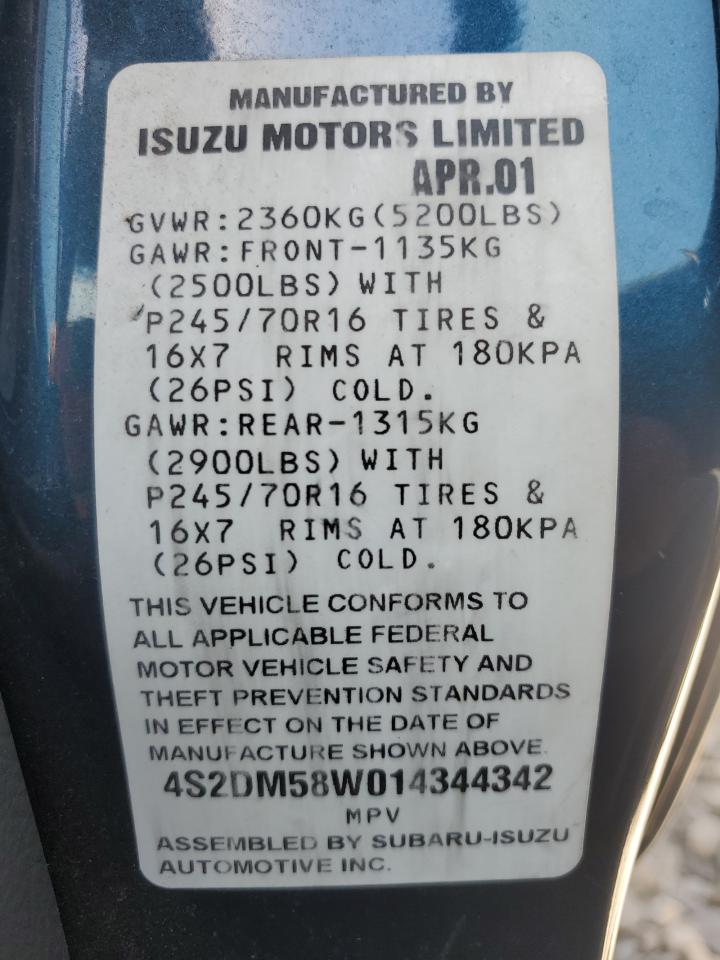 MANUFACTURED BY
ISUZU MOTORS LIMITED
APR.01
GVWR:2360KG(5200LBS)
GAWR:FRONT-1135KG
(2500LBS) WITH
P245/70R16 TIRES &
16X7 RIMS AT 180KPA
(26PSI) COLD.
GAWR:REAR-1315KG
(2900LBS) WITH
P245/70R16 TIRES &
16X7 RIMS AT 180KPA
(26PSI) COLD.
THIS VEHICLE CONFORMS TO
ALL APPLICABLE FEDERAL
MOTOR VEHICLE SAFETY AND
THEFT PREVENTION STANDARDS
IN EFFECT ON THE DATE OF
MANUFACTURE SHOWN ABOVE.
4S2DM58W014344342
MPV
ASSEMBLED BY SUBARU-ISUZU
AUTOMOTIVE INC.